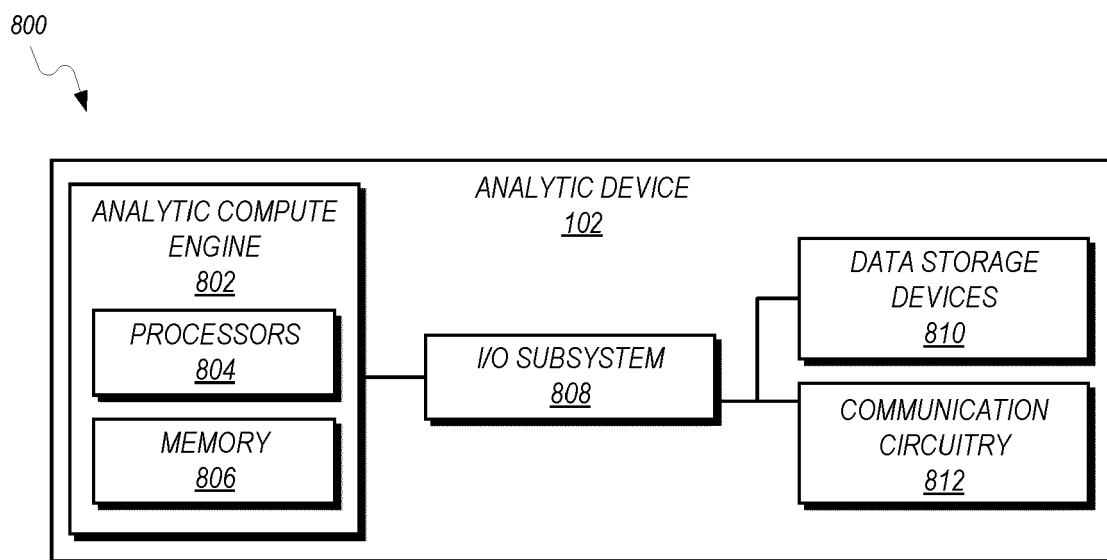 800
ANALYTIC DEVICE
102
ANALYTIC COMPUTE
ENGINE
802
PROCESSORS
804
MEMORY
806
I/O SUBSYSTEM
808
DATA STORAGE
DEVICES
810
COMMUNICATION
CIRCUITRY
812